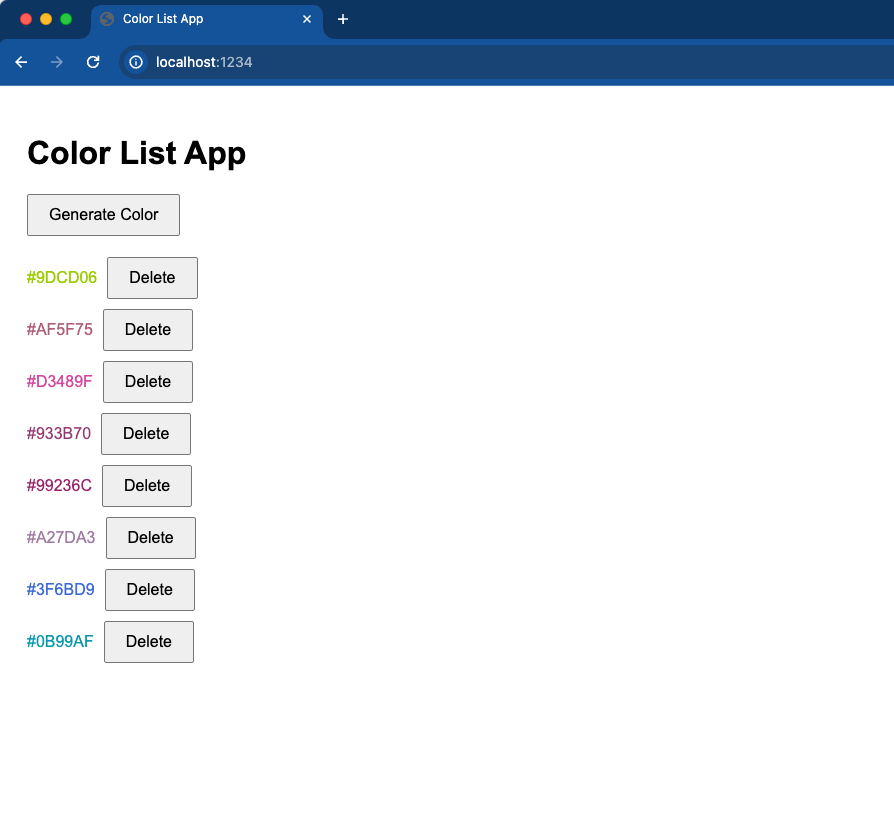 Color List App
localhost:1234
Color List App
Generate Color
#9DCD06 Delete
#AF5F75 Delete
#D3489F Delete
#933B70 Delete
#99236C Delete
#A27DA3 Delete
#3F6BD9 Delete
#0B99AF Delete